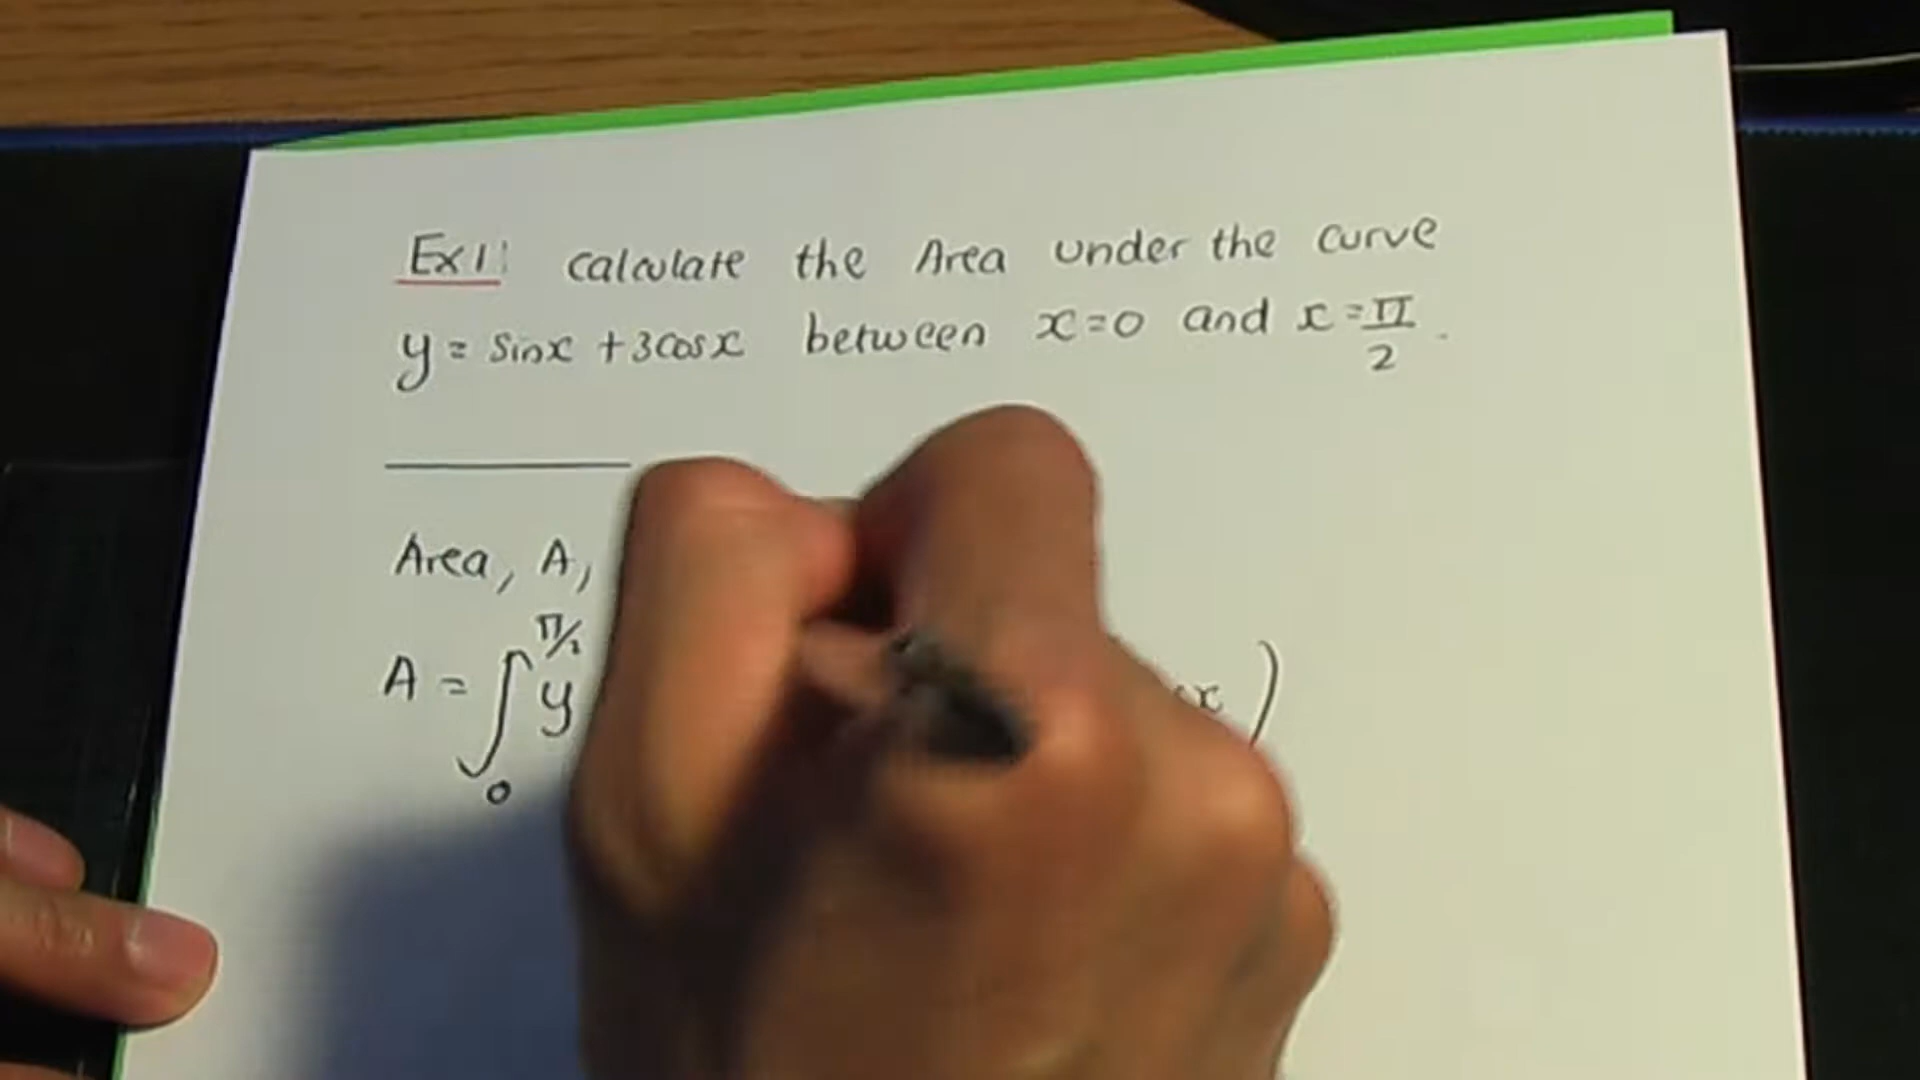 Ex1: calculate the Area under the curve
y = sinx + 3cosx between x=0 and x=π/2.
Area, A,
A = ∫₀^π/2 y x )